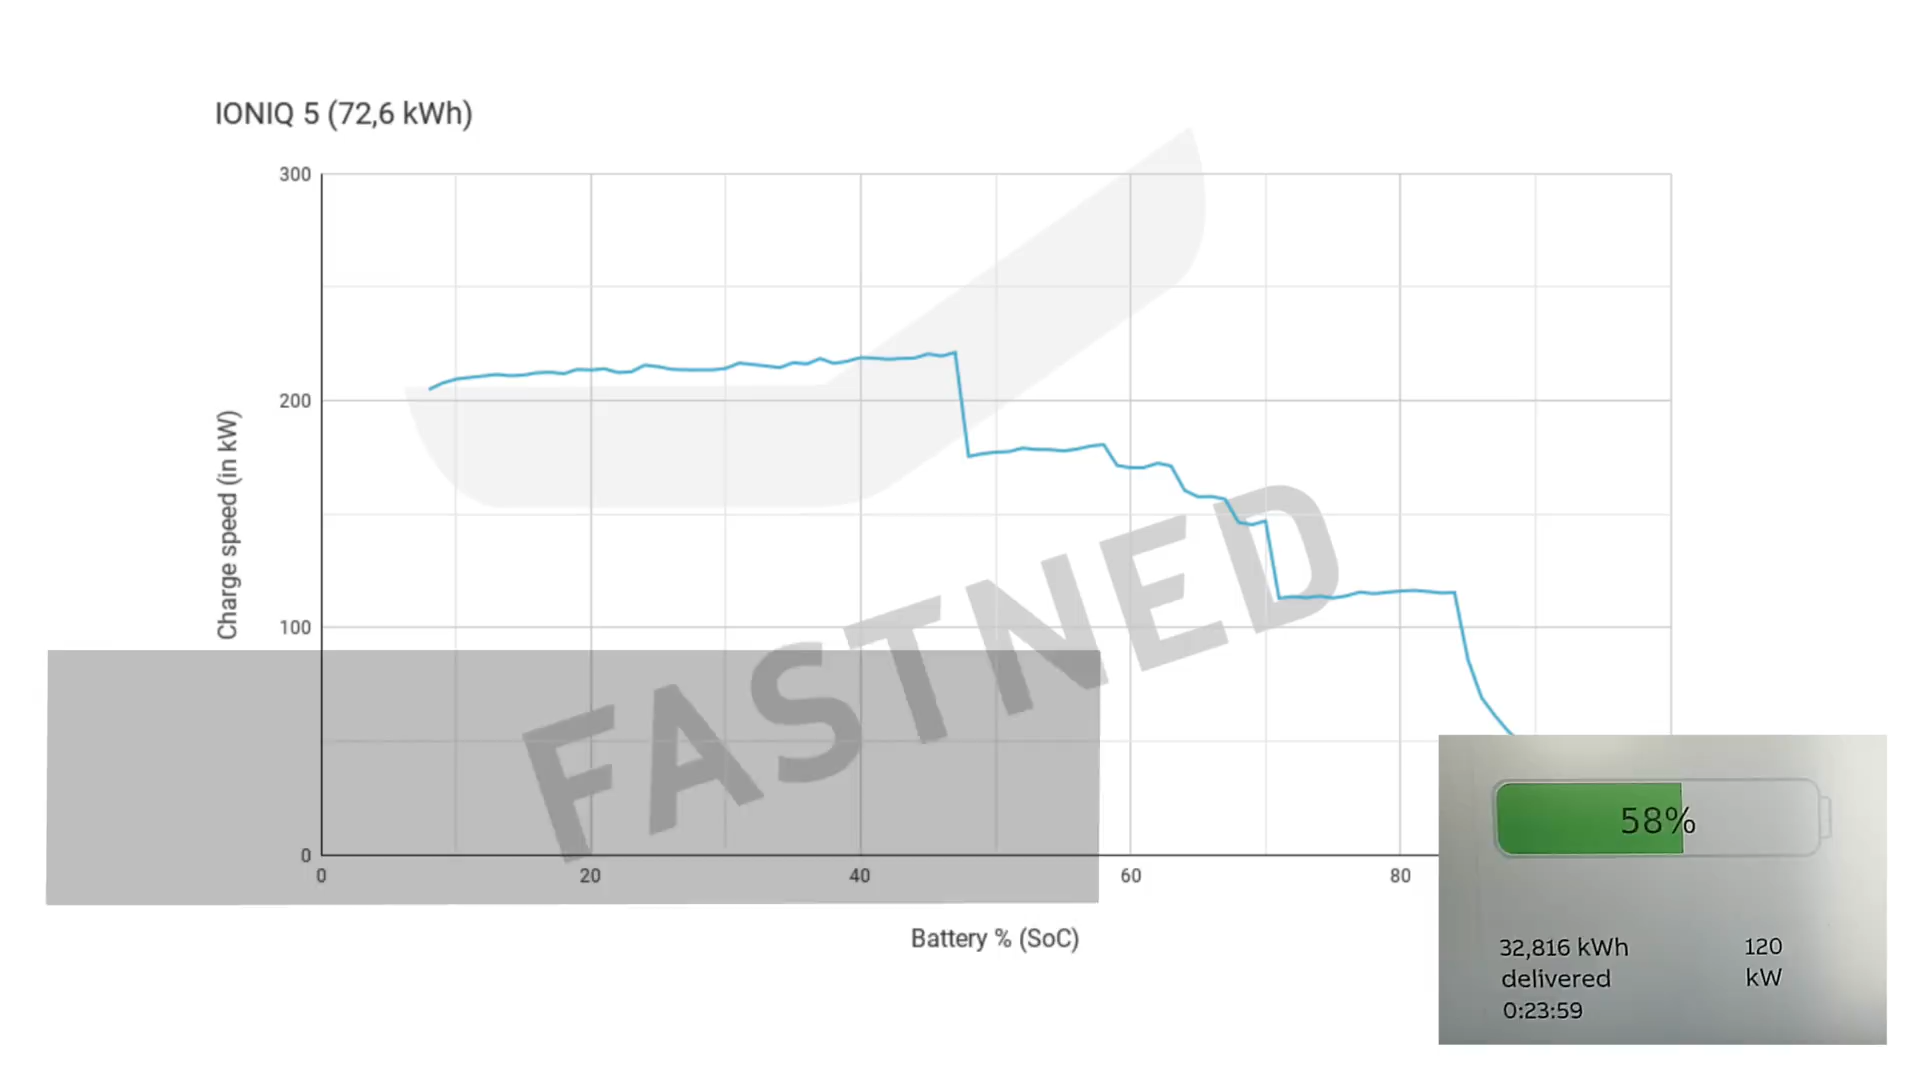 IONIQ 5 (72,6 kWh)
300
200
100
0
Charge speed (in kW)
0
20
40
60
80
Battery % (SoC)
FASTNED
58%
32,816 kWh
delivered
0:23:59
120
kW